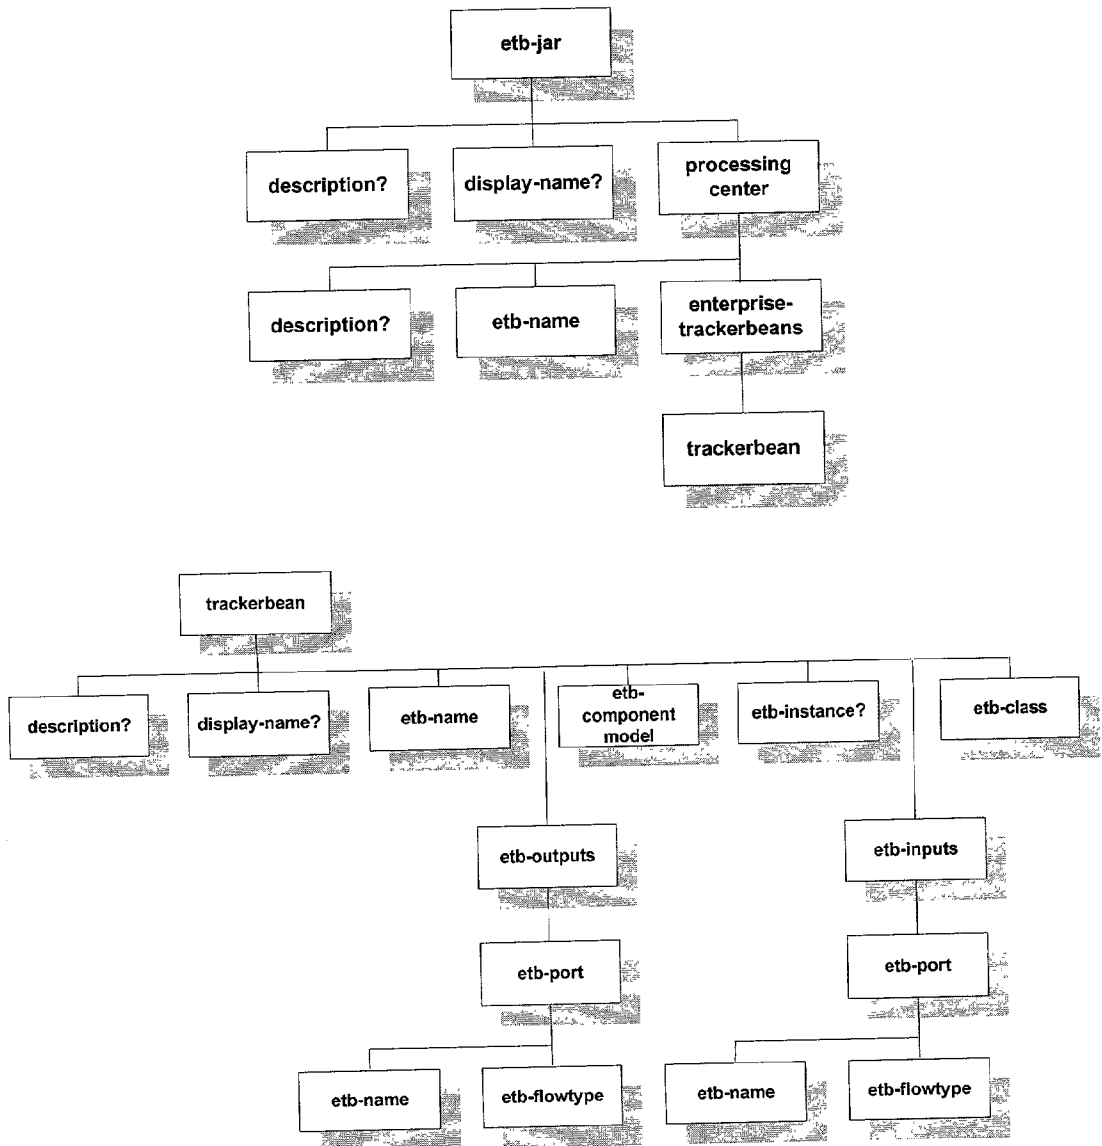 etb-jar
description?
display-name?
processing
center
description?
etb-name
enterprise-
trackerbeans
trackerbean
trackerbean
description?
display-name?
etb-name
etb-
component
model
etb-instance?
etb-class
etb-outputs
etb-inputs
etb-port
etb-port
etb-name
etb-flowtype
etb-name
etb-flowtype